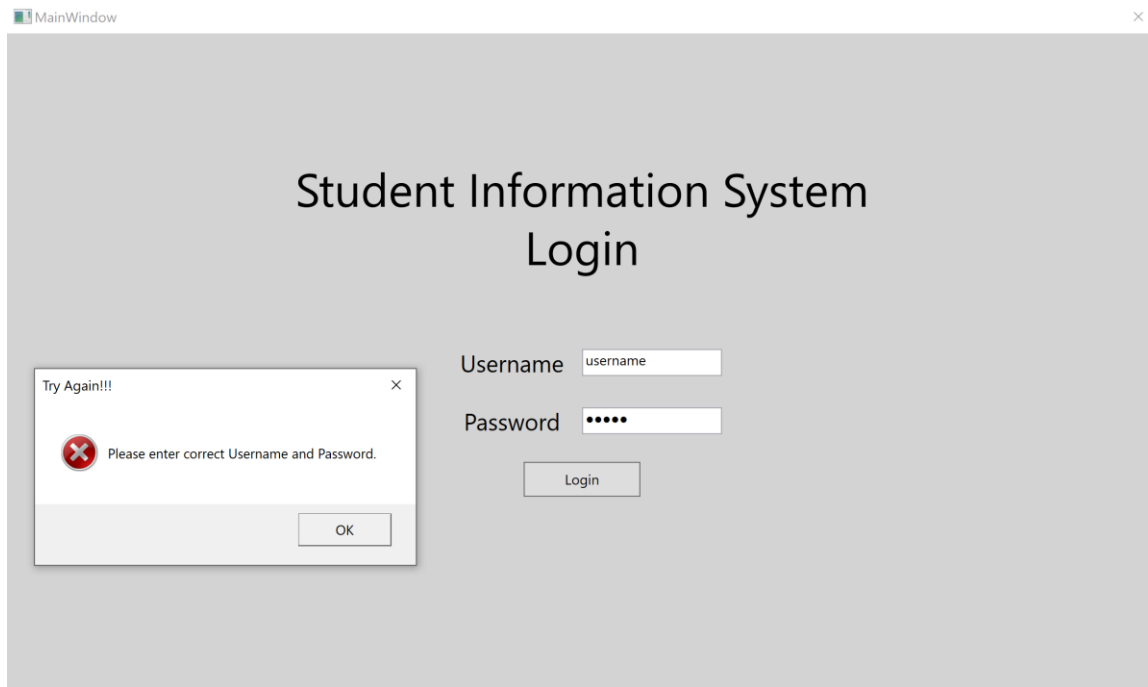 MainWindow
Student Information System
Login
Username
username
Try Again!!!
Password
•••••
Please enter correct Username and Password.
Login
OK